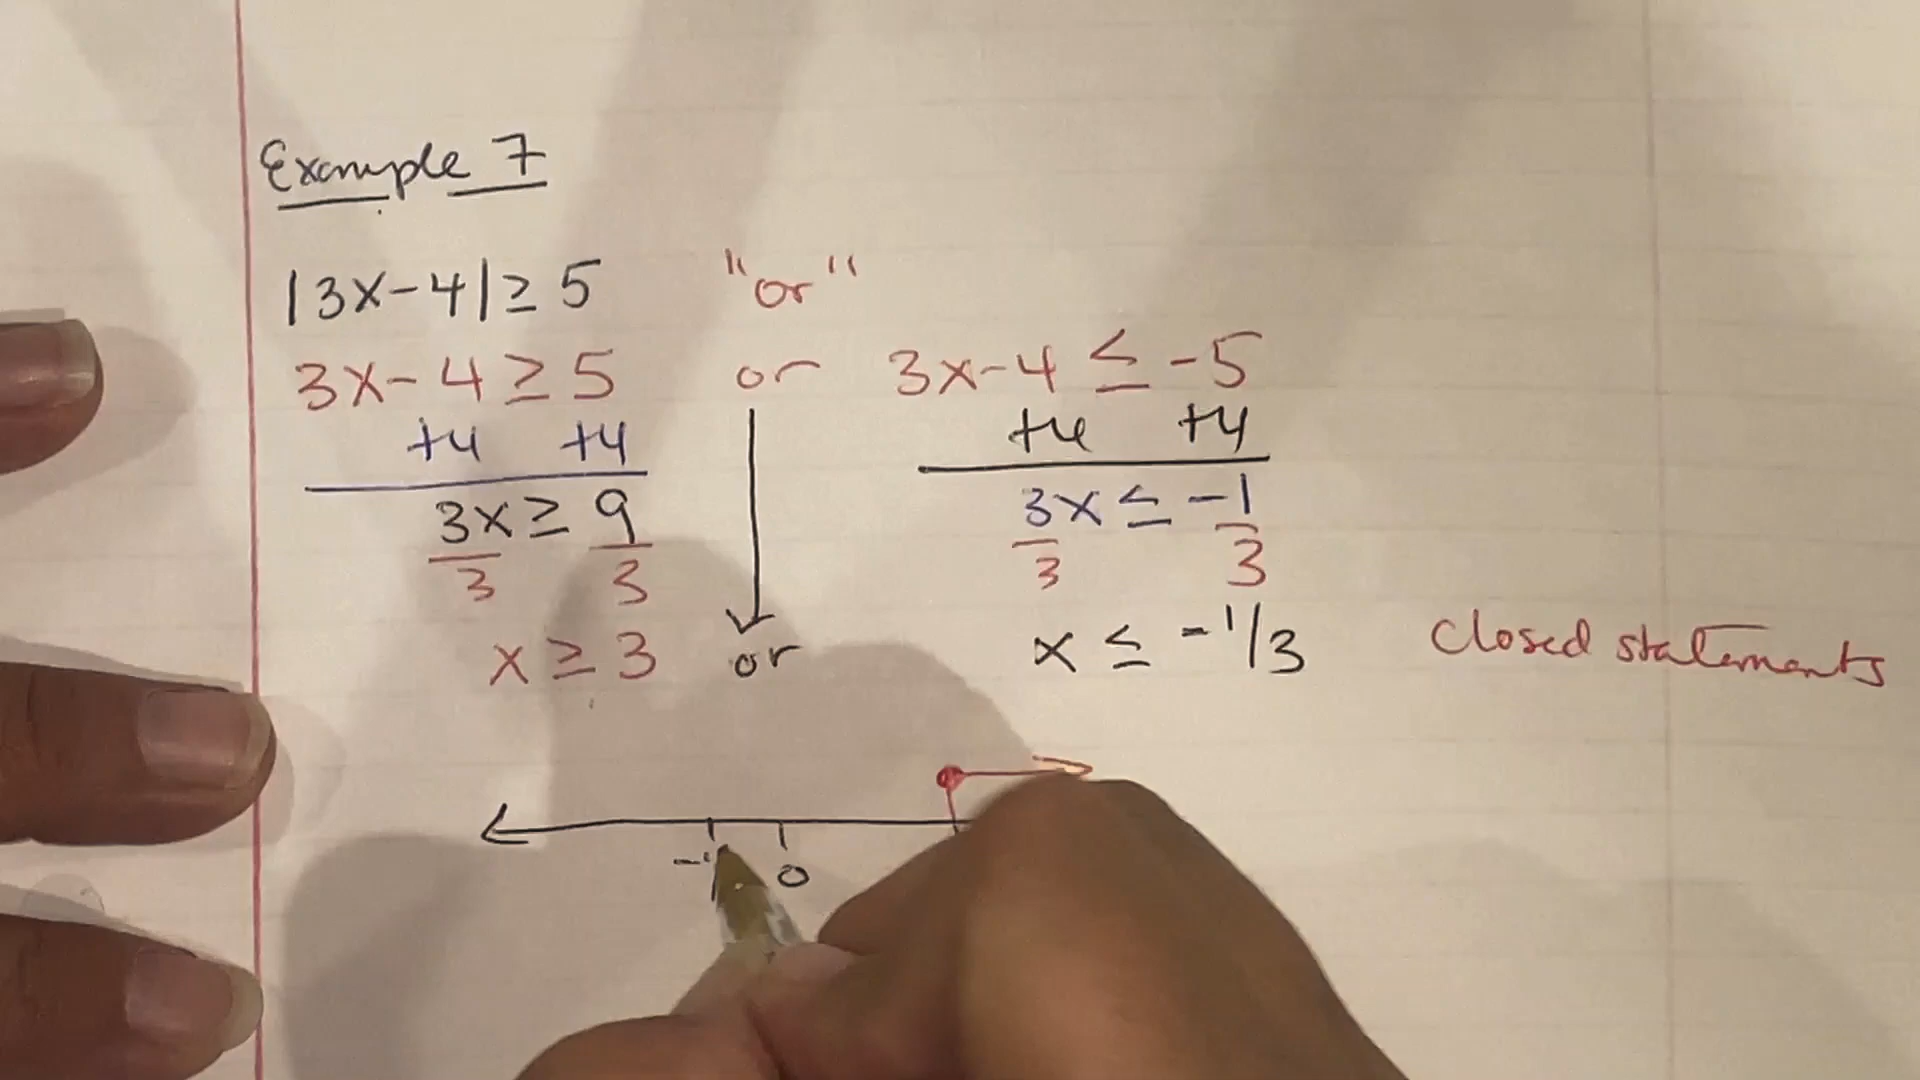 Example 7
|3x-4|≥5 "or"
3x-4≥5 or 3x-4≤-5
+4 +4 +4 +4
3x≥9 3x≤-1
3 3 3 3
x≥3 or x≤-1/3 Closed statements
0